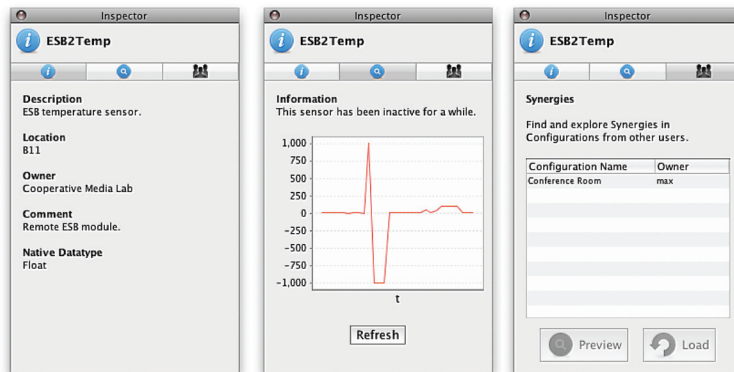 Inspector
ESB2Temp
Description
ESB temperature sensor.
Location
B11
Owner
Cooperative Media Lab
Comment
Remote ESB module.
Native Datatype
Float
Inspector
ESB2Temp
Information
This sensor has been inactive for a while.
1,000
750
500
250
0
-250
-500
-750
-1,000
t
Refresh
Inspector
ESB2Temp
Synergies
Find and explore Synergies in
Configurations from other users.
Configuration Name Owner
Conference Room max
Preview Load